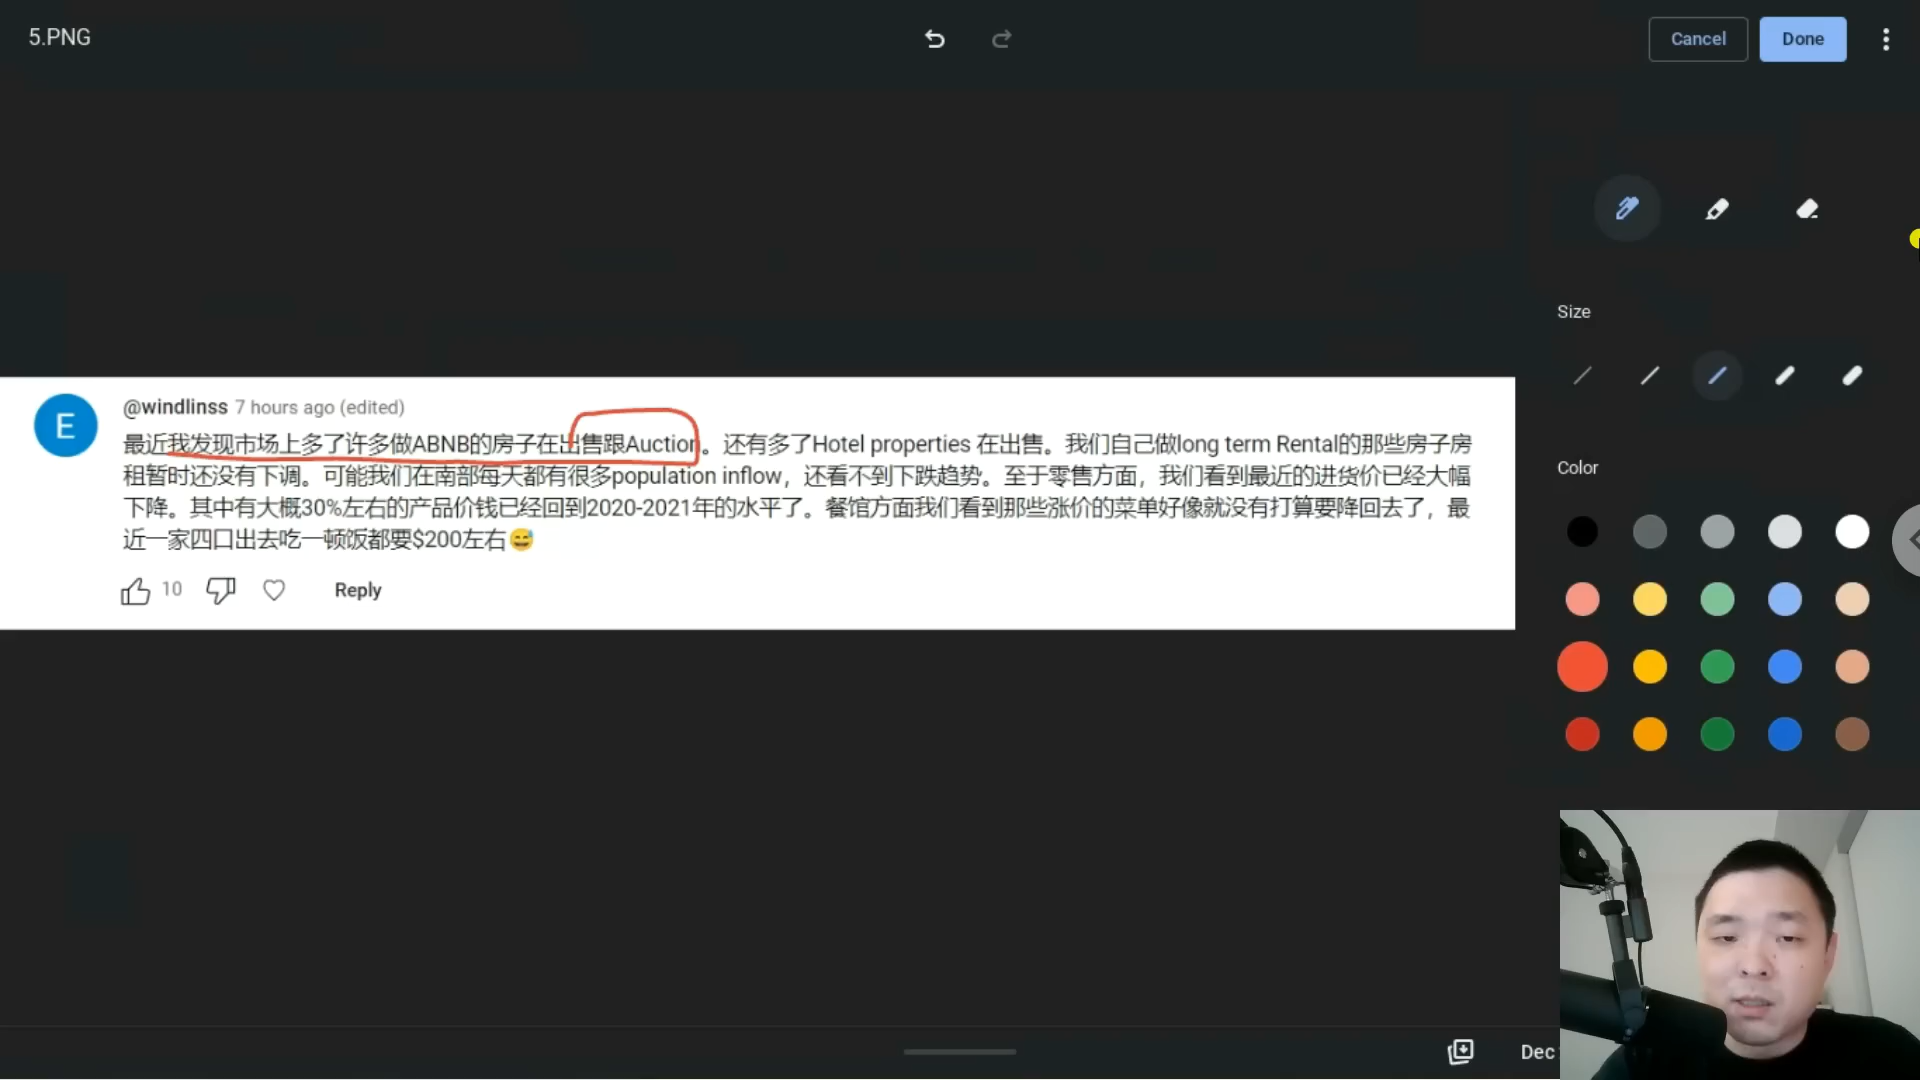 5.PNG
Cancel
Done
Size
Color
E
@windlinss 7 hours ago (edited)
最近我发现市场上多了许多做ABNB的房子在出售跟Auction。还有多了Hotel properties 在出售。我们自己做long term Rental的那些房子房
租暂时还没有下调。可能我们在南部每天都有很多population inflow，还看不到下跌趋势。至于零售方面，我们看到最近的进货价已经大幅
下降。其中有大概30%左右的产品价钱已经回到2020-2021年的水平了。餐馆方面我们看到那些涨价的菜单好像就没有打算要降回去了，最
近一家四口出去吃一顿饭都要$200左右😅
10
Reply
Dec